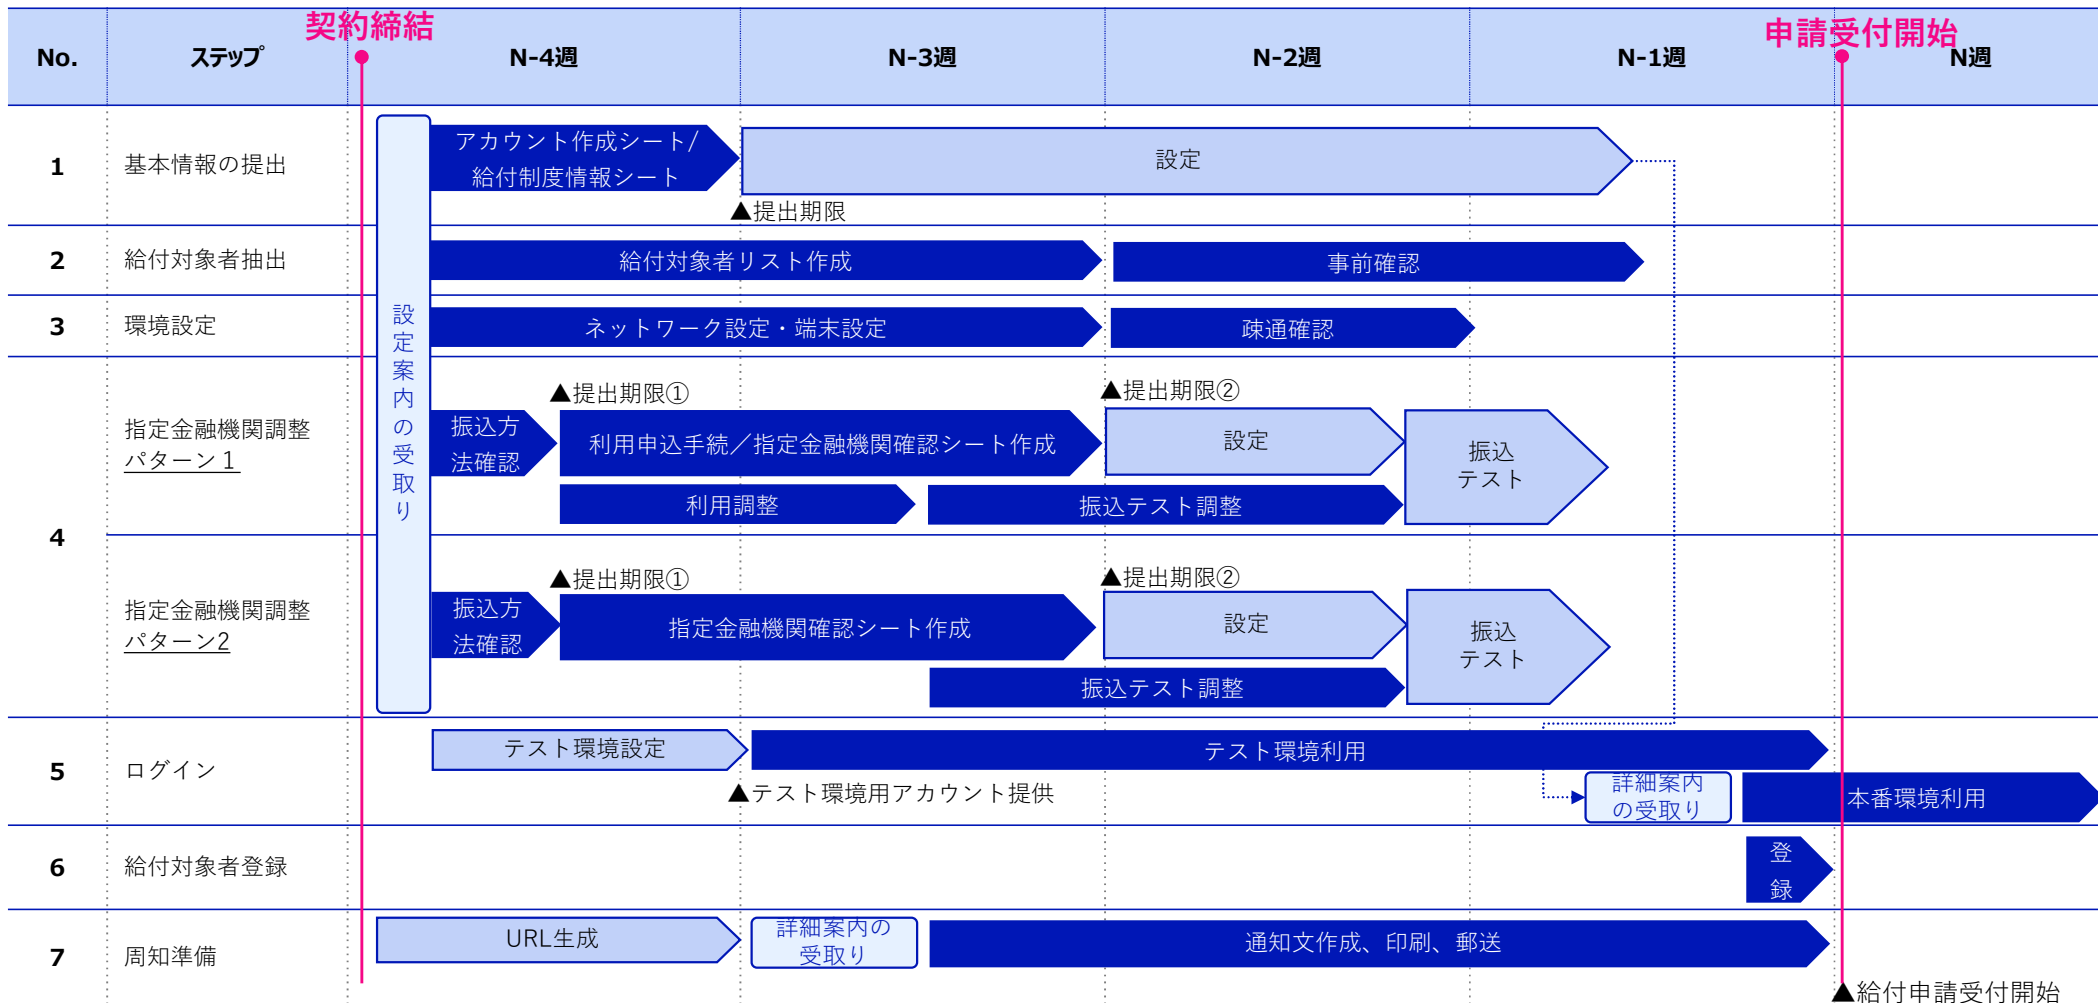 契約締結
申請受付開始
No.
ステップ
N-4週
N-3週
N-2週
N-1週
N週
設定案内の受取り
1
基本情報の提出
アカウント作成シート/
給付制度情報シート
設定
▲提出期限
2
給付対象者抽出
給付対象者リスト作成
事前確認
3
環境設定
ネットワーク設定・端末設定
疎通確認
4
指定金融機関調整
パターン１
▲提出期限①
▲提出期限②
振込方
法確認
利用申込手続／指定金融機関確認シート作成
設定
振込
テスト
利用調整
振込テスト調整
指定金融機関調整
パターン2
▲提出期限①
▲提出期限②
振込方
法確認
指定金融機関確認シート作成
設定
振込
テスト
振込テスト調整
5
ログイン
テスト環境設定
テスト環境利用
▲テスト環境用アカウント提供
詳細案内
の受取り
本番環境利用
6
給付対象者登録
登
録
7
周知準備
URL生成
詳細案内の
受取り
通知文作成、印刷、郵送
▲給付申請受付開始